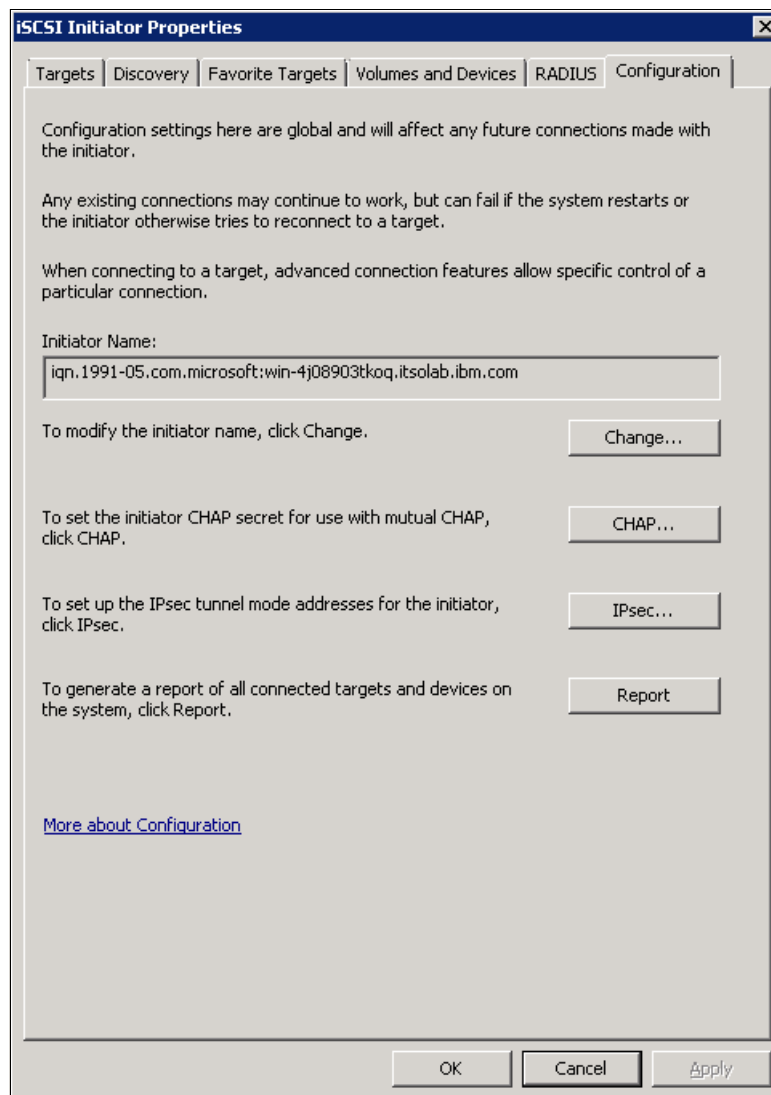 iSCSI Initiator Properties
Targets Discovery Favorite Targets Volumes and Devices RADIUS Configuration
Configuration settings here are global and will affect any future connections made with
the initiator.
Any existing connections may continue to work, but can fail if the system restarts or
the initiator otherwise tries to reconnect to a target.
When connecting to a target, advanced connection features allow specific control of a
particular connection.
Initiator Name:
iqn.1991-05.com.microsoft:win-4j08903tkoq.itsolab.ibm.com
To modify the initiator name, click Change.
Change...
To set the initiator CHAP secret for use with mutual CHAP,
click CHAP.
CHAP...
To set up the IPsec tunnel mode addresses for the initiator,
click IPsec.
IPsec...
To generate a report of all connected targets and devices on
the system, click Report.
Report
More about Configuration
OK Cancel Apply